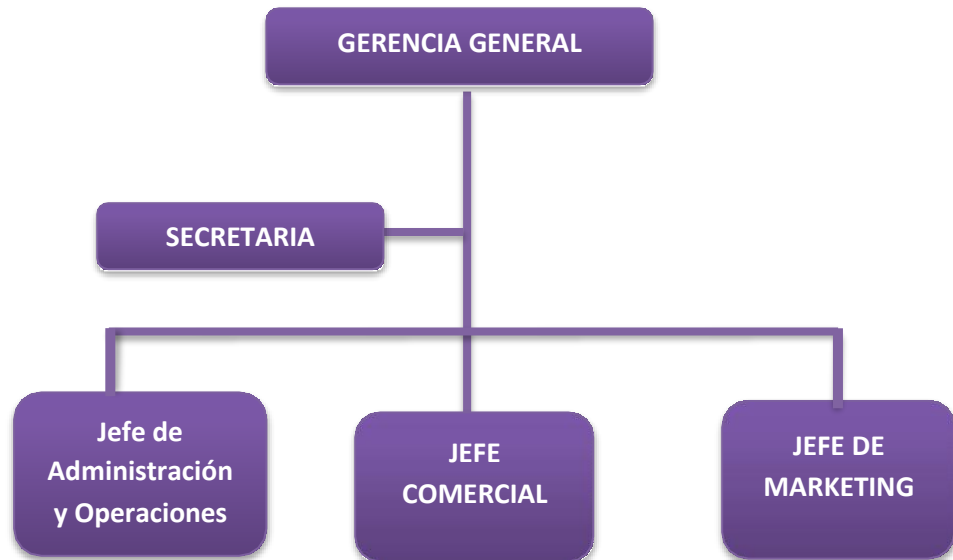 GERENCIA GENERAL
SECRETARIA
Jefe de
Administración
y Operaciones
JEFE
COMERCIAL
JEFE DE
MARKETING